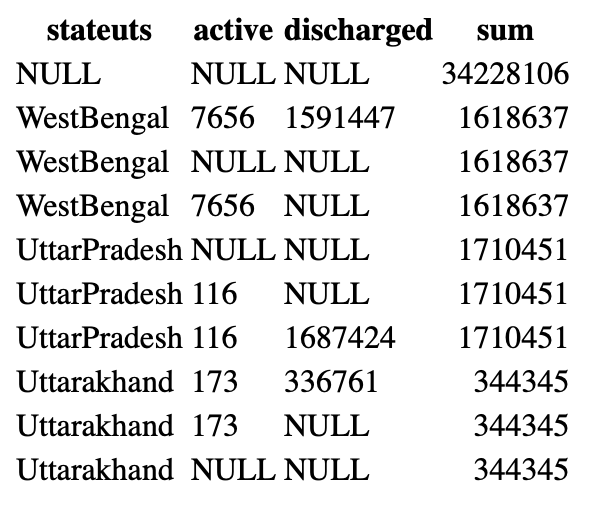 stateuts active discharged sum
NULL NULL NULL 34228106
WestBengal 7656 1591447 1618637
WestBengal NULL NULL 1618637
WestBengal 7656 NULL 1618637
UttarPradesh NULL NULL 1710451
UttarPradesh 116 NULL 1710451
UttarPradesh 116 1687424 1710451
Uttarakhand 173 336761 344345
Uttarakhand 173 NULL 344345
Uttarakhand NULL NULL 344345